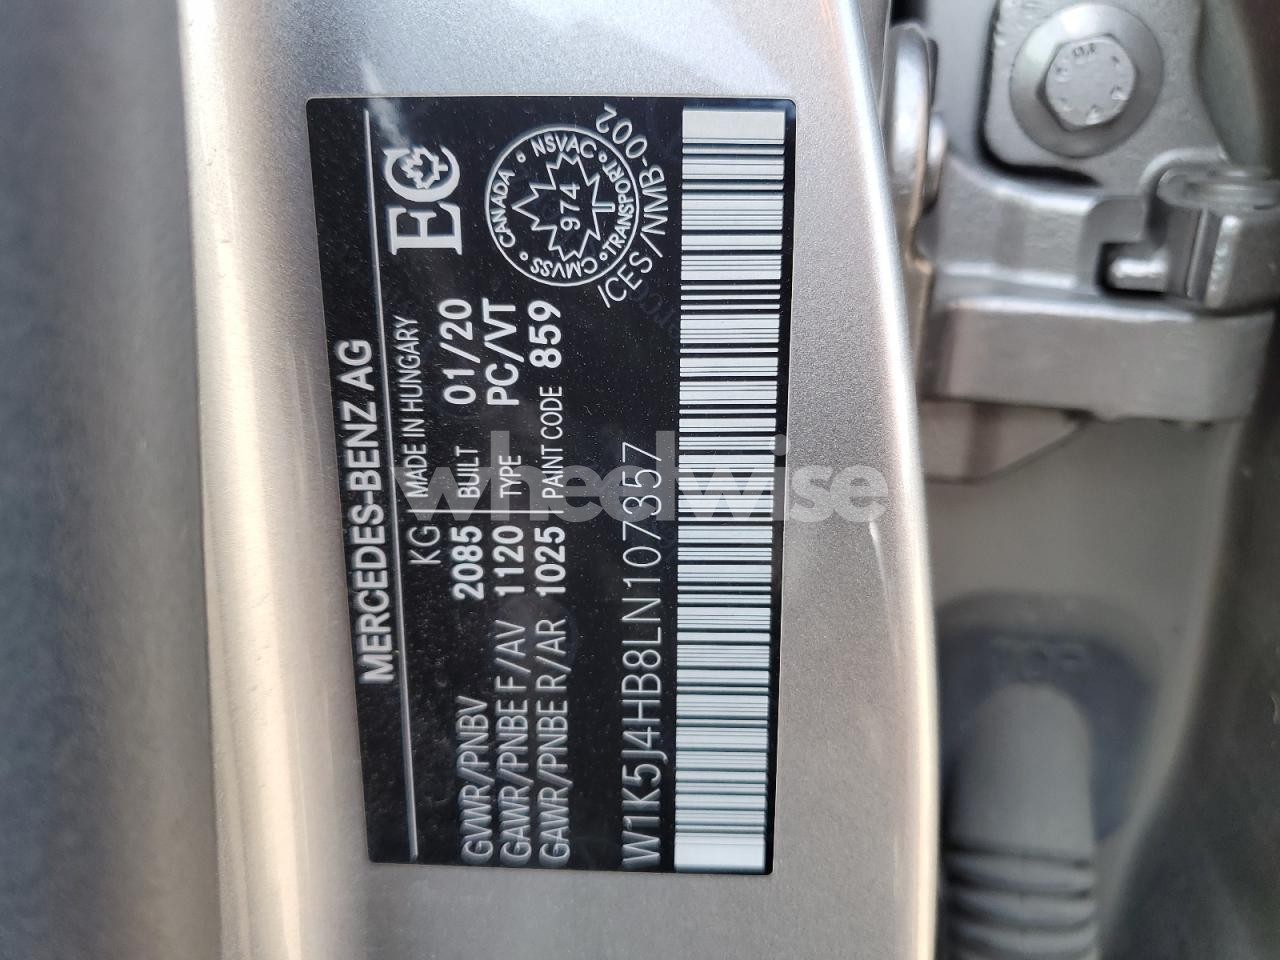 MERCEDES-BENZ AG
KG MADE IN HUNGARY
GVWR/PNBV 2085 BUILT 01/20
GAWR/PNBE F/AV 1120 TYPE PC/VT
GAWR/PNBE R/AR 1025 PAINT CODE 859
EC
CANADA • NSVAC • TRANSPORT • CMVSS •
974
ICES/NMB-002
W1K5J4HB8LN107357
wheelwise